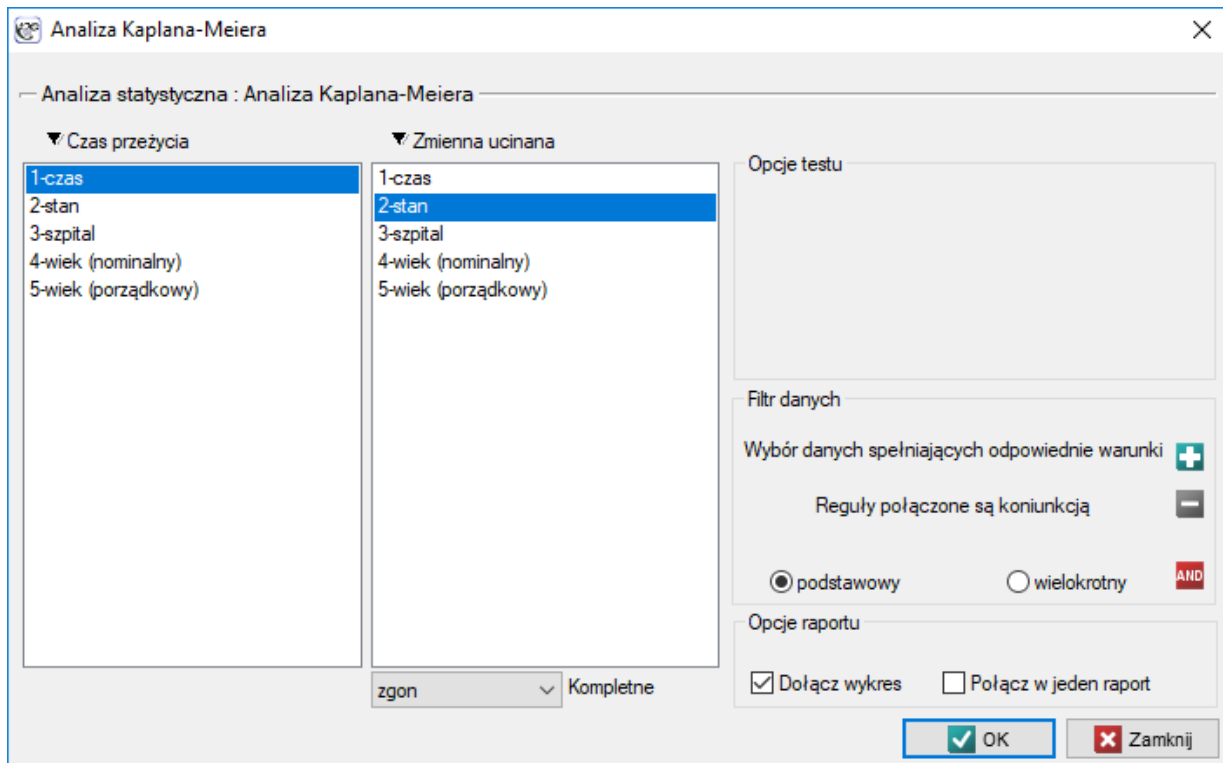 Analiza Kaplana-Meiera
Analiza statystyczna : Analiza Kaplana-Meiera
Czas przeżycia
1-czas
2-stan
3-szpital
4-wiek (nominalny)
5-wiek (porządkowy)
Zmienna ucinana
1-czas
2-stan
3-szpital
4-wiek (nominalny)
5-wiek (porządkowy)
zgon
Kompletne
Opcje testu
Filtr danych
Wybór danych spełniających odpowiednie warunki
Reguły połączone są koniunkcją
podstawowy
wielokrotny
AND
Opcje raportu
Dołącz wykres
Połącz w jeden raport
OK
Zamknij